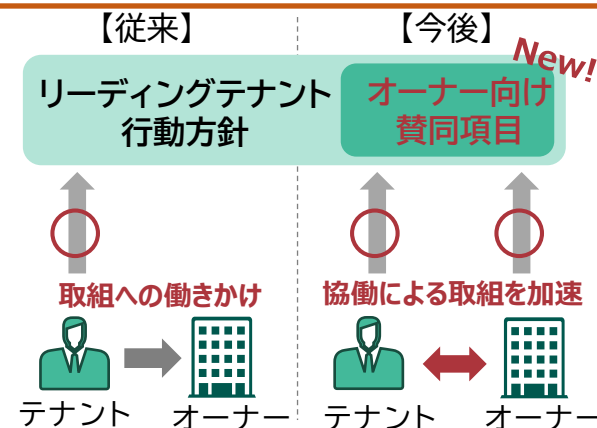 【従来】
【今後】
New!
リーディングテナント
行動方針
オーナー向け
賛同項目
取組への働きかけ
協働による取組を加速
テナント
オーナー
テナント
オーナー